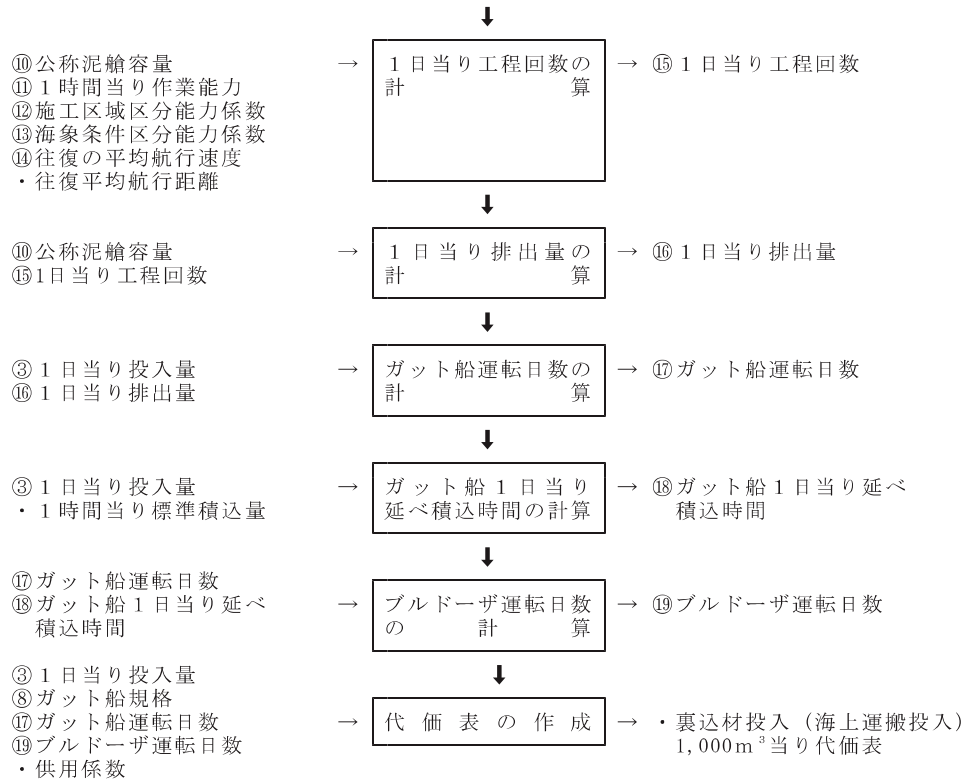 ⬇
⑩公称泥艙容量 → １日当り工程回数の → ⑮１日当り工程回数
⑪１時間当り作業能力 計算
⑫施工区域区分能力係数
⑬海象条件区分能力係数
⑭往復の平均航行速度
・往復平均航行距離
⬇
⑩公称泥艙容量 → １日当り排出量の → ⑯１日当り排出量
⑮1日当り工程回数 計算
⬇
③１日当り投入量 → ガット船運転日数の → ⑰ガット船運転日数
⑯１日当り排出量 計算
⬇
③１日当り投入量 → ガット船１日当り → ⑱ガット船１日当り延べ
・１時間当り標準積込量 延べ積込時間の計算 積込時間
⬇
⑰ガット船運転日数
⑱ガット船１日当り延べ → ブルドーザ運転日数 → ⑲ブルドーザ運転日数
積込時間 の計算
⬇
③１日当り投入量
⑧ガット船規格
⑰ガット船運転日数 → 代価表の作成 → ・裏込材投入（海上運搬投入）
⑲ブルドーザ運転日数 1,000ｍ³当り代価表
・供用係数